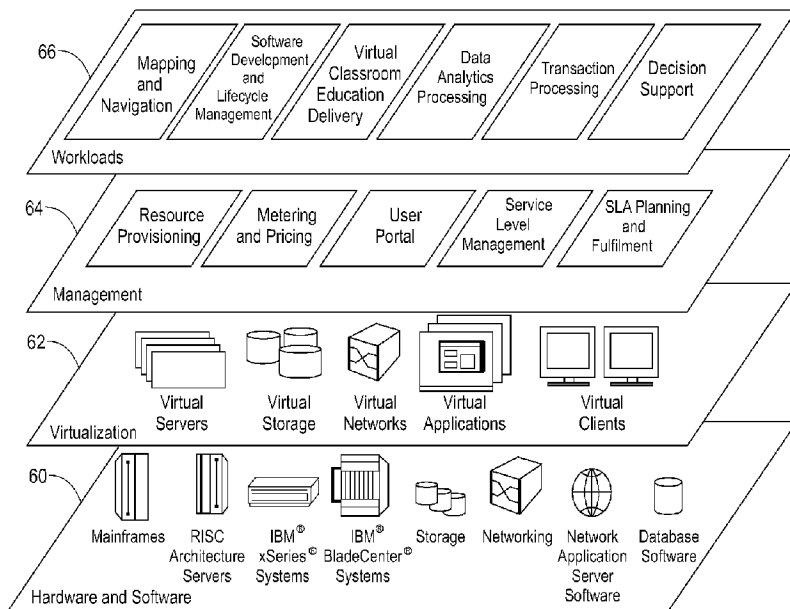 66
Mapping
and
Navigation
Software
Development
and
Lifecycle
Management
Virtual
Classroom
Education
Delivery
Data
Analytics
Processing
Transaction
Processing
Decision
Support
Workloads
64
Resource
Provisioning
Metering
and Pricing
User
Portal
Service
Level
Management
SLA Planning
and
Fulfilment
Management
62
Virtual
Servers
Virtual
Storage
Virtual
Networks
Virtual
Applications
Virtual
Clients
Virtualization
60
Mainframes
RISC
Architecture
Servers
IBM®
xSeries©
Systems
IBM®
BladeCenter®
Systems
Storage
Networking
Network
Application
Server
Software
Database
Software
Hardware and Software